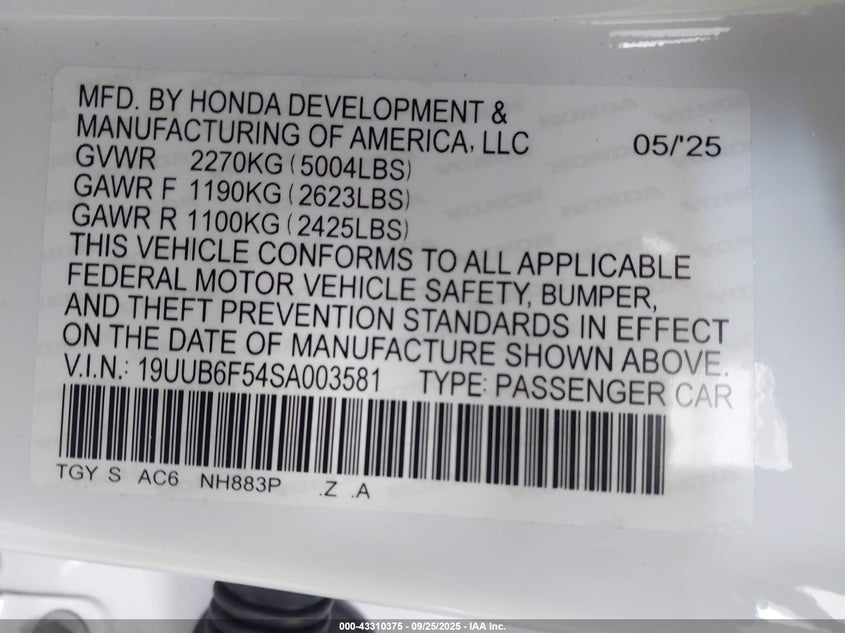 MFD. BY HONDA DEVELOPMENT &
MANUFACTURING OF AMERICA, LLC 05/'25
GVWR 2270KG (5004LBS)
GAWR F 1190KG (2623LBS)
GAWR R 1100KG (2425LBS)
THIS VEHICLE CONFORMS TO ALL APPLICABLE
FEDERAL MOTOR VEHICLE SAFETY, BUMPER,
AND THEFT PREVENTION STANDARDS IN EFFECT
ON THE DATE OF MANUFACTURE SHOWN ABOVE.
V.I.N.: 19UUB6F54SA003581 TYPE: PASSENGER CAR
TGY S AC6 NH883P .Z .A
000-43310375 - 09/25/2025 - IAA Inc.